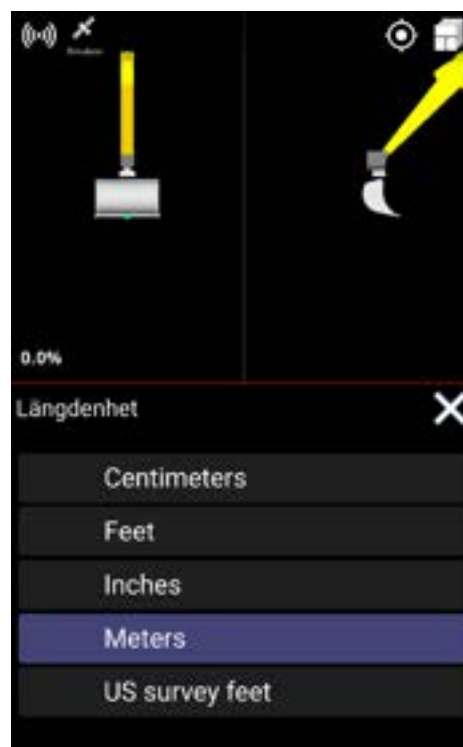 0.0%
Längdenhet
Centimeters
Feet
Inches
Meters
US survey feet